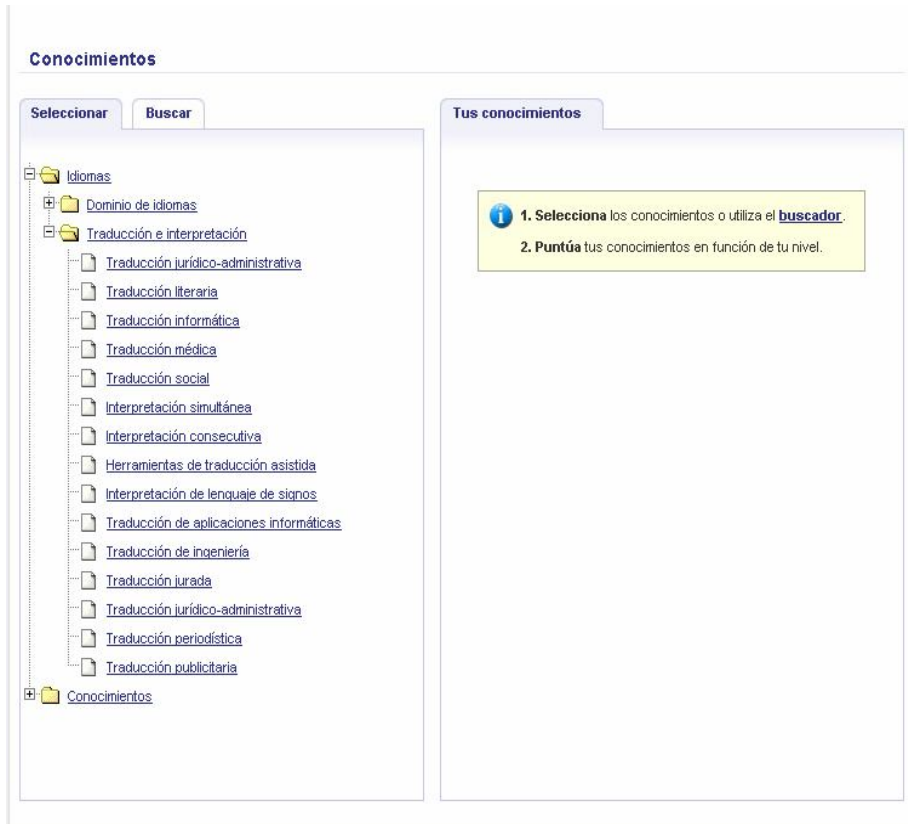 Conocimientos
Seleccionar
Buscar
Idiomas
Dominio de idiomas
Traducción e interpretación
Traducción jurídico-administrativa
Traducción literaria
Traducción informática
Traducción médica
Traducción social
Interpretación simultánea
Interpretación consecutiva
Herramientas de traducción asistida
Interpretación de lenguaje de signos
Traducción de aplicaciones informáticas
Traducción de ingeniería
Traducción jurada
Traducción jurídico-administrativa
Traducción periodística
Traducción publicitaria
Conocimientos
Tus conocimientos
1. Selecciona los conocimientos o utiliza el buscador.
2. Puntúa tus conocimientos en función de tu nivel.